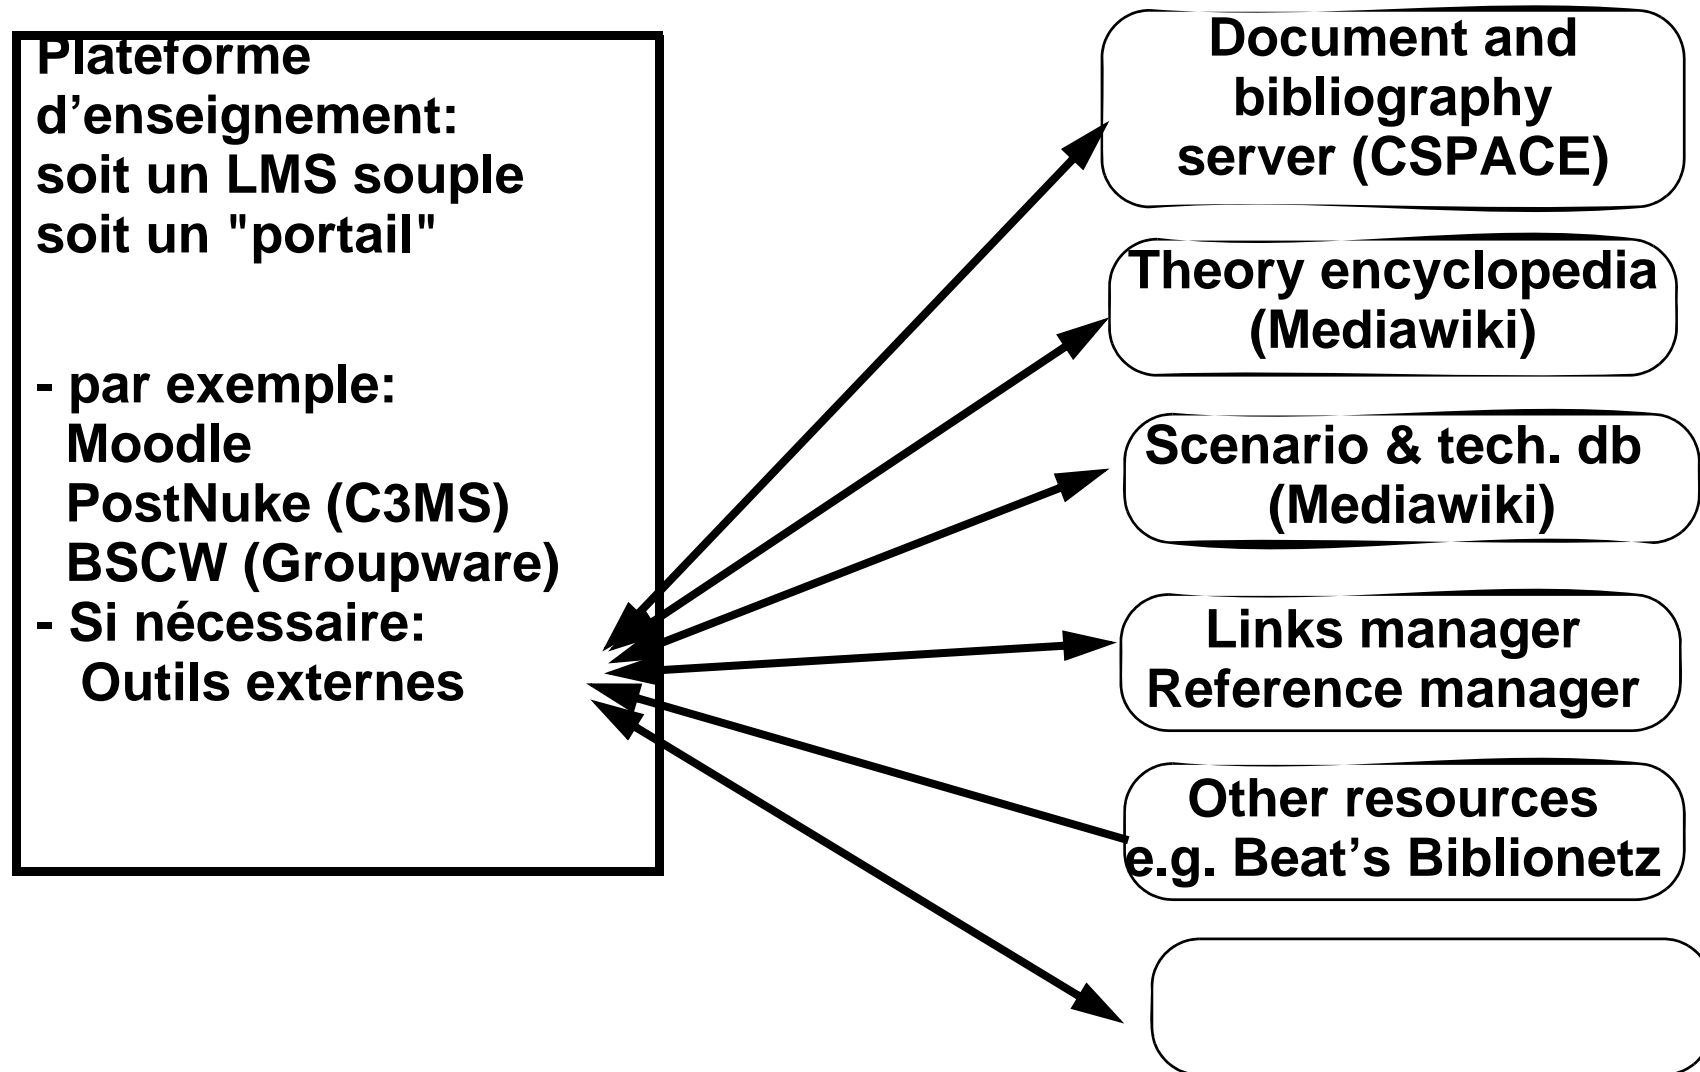 Plateforme
d’enseignement:
soit un LMS souple
soit un "portail"
- par exemple:
Moodle
PostNuke (C3MS)
BSCW (Groupware)
- Si nécessaire:
Outils externes
Document and
bibliography
server (CSPACE)
Theory encyclopedia
(Mediawiki)
Scenario & tech. db
(Mediawiki)
Links manager
Reference manager
Other resources
e.g. Beat’s Biblionetz